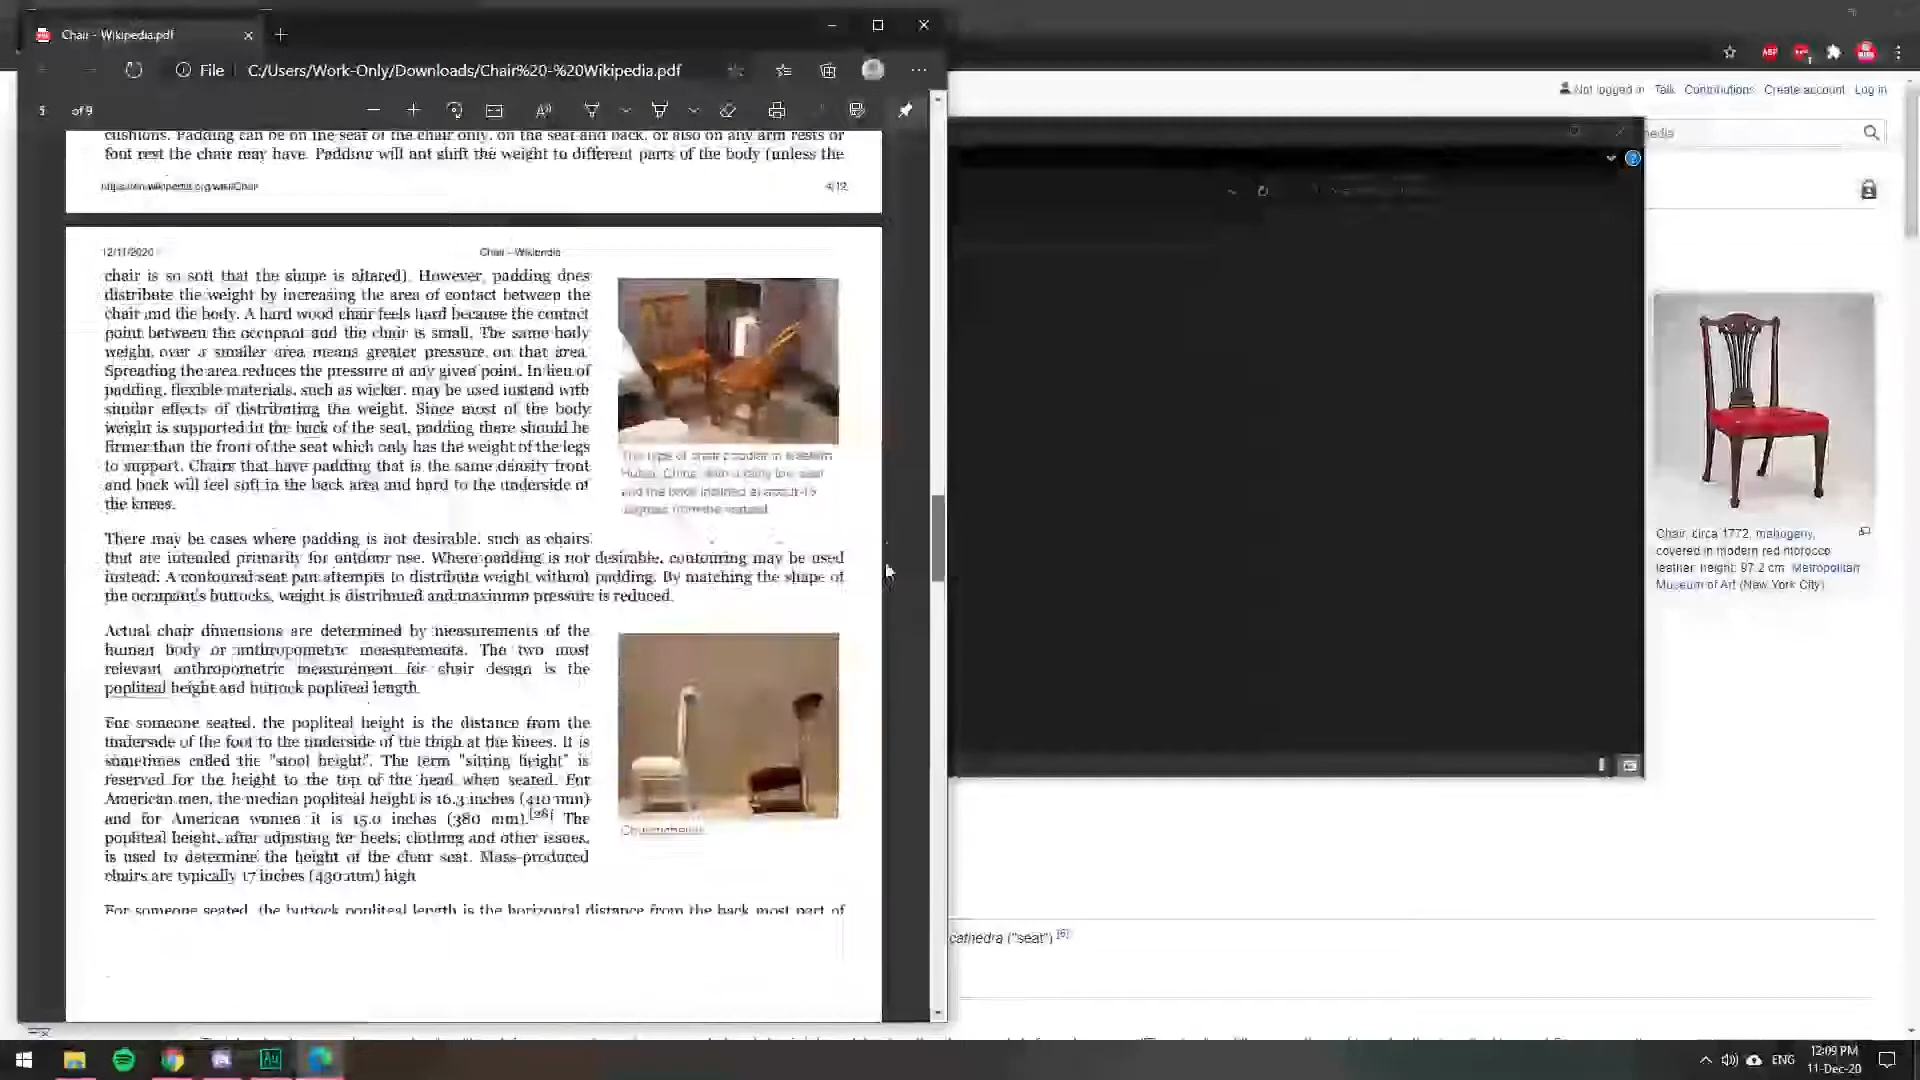 Chair - Wikipedia.pdf
File C:/Users/Work-Only/Downloads/Chair%20-%20Wikipedia.pdf
5 of 9
cushions. Padding can be on the seat of the chair only, on the seat and back, or also on any arm rests or
foot rest the chair may have. Padding will not shift the weight to different parts of the body (unless the
https://en.wikipedia.org/wiki/Chair
12/11/2020 Chair - Wikipedia
chair is so soft that the shape is altered). However, padding does
distribute the weight by increasing the area of contact between the
chair and the body. A hard wood chair feels hard because the contact
point between the occupant and the chair is small. The same body
weight over a smaller area means greater pressure on that area.
Spreading the area reduces the pressure at any given point. In lieu of
padding, flexible materials, such as wicker, may be used instead with
similar effects of distributing the weight. Since most of the body
weight is supported in the back of the seat, padding there should be
firmer than the front of the seat which only has the weight of the legs
to support. Chairs that have padding that is the same density front
and back will feel soft in the back area and hard to the underside of
the knees.
There may be cases where padding is not desirable, such as chairs
that are intended primarily for outdoor use. Where padding is not desirable, contouring may be used
instead. A contoured seat pan attempts to distribute weight without padding. By matching the shape of
the occupant's buttocks, weight is distributed and maximum pressure is reduced.
Actual chair dimensions are determined by measurements of the
human body or anthropometric measurements. The two most
relevant anthropometric measurement for chair design is the
popliteal height and buttock popliteal length.
For someone seated, the popliteal height is the distance from the
underside of the foot to the underside of the thigh at the knees. It is
sometimes called the "stool height". The term "sitting height" is
reserved for the height to the top of the head when seated. For
American men, the median popliteal height is 16.3 inches (410 mm)
and for American women it is 15.0 inches (380 mm).[28] The
popliteal height, after adjusting for heels, clothing and other issues,
is used to determine the height of the chair seat. Mass-produced
chairs are typically 17 inches (430 mm) high
For someone seated, the buttock popliteal length is the horizontal distance from the back most part of
Not logged in Talk Contributions Create account Log in
Chair, circa 1772, mahogany,
covered in modern red morocco
leather, height: 97.2 cm, Metropolitan
Museum of Art (New York City)
cathedra ("seat") [6]
ENG
12:09 PM
11-Dec-20